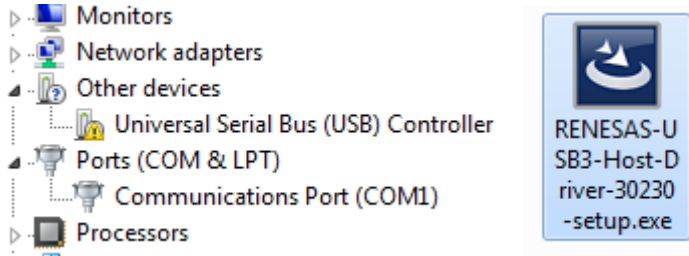 Monitors
Network adapters
Other devices
Universal Serial Bus (USB) Controller
Ports (COM & LPT)
Communications Port (COM1)
Processors
RENESAS-U
SB3-Host-D
river-30230
-setup.exe